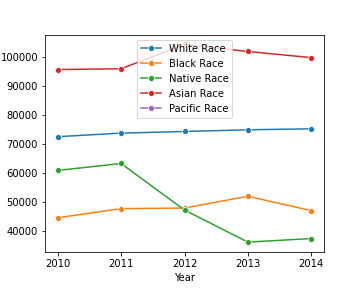 White Race
Black Race
Native Race
Asian Race
Pacific Race
100000
90000
80000
70000
60000
50000
40000
2010 2011 2012 2013 2014
Year